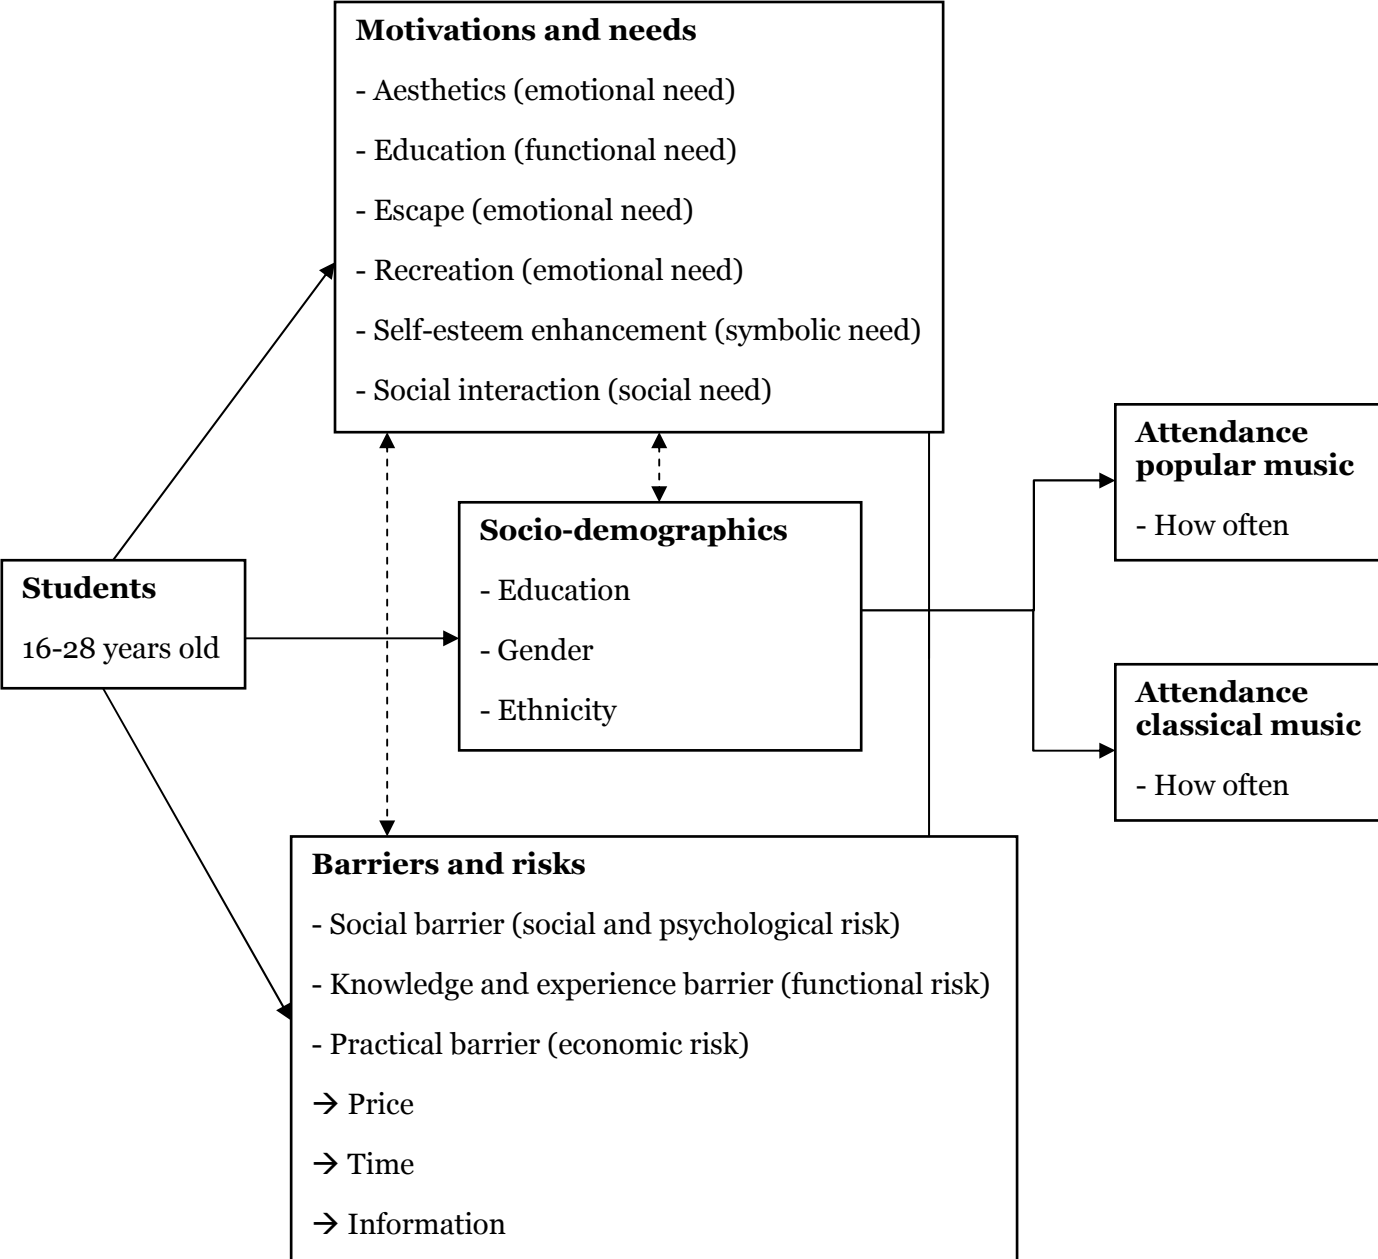 Motivations and needs
- Aesthetics (emotional need)
- Education (functional need)
- Escape (emotional need)
- Recreation (emotional need)
- Self-esteem enhancement (symbolic need)
- Social interaction (social need)
Students
16-28 years old
Socio-demographics
- Education
- Gender
- Ethnicity
Attendance
popular music
- How often
Attendance
classical music
- How often
Barriers and risks
- Social barrier (social and psychological risk)
- Knowledge and experience barrier (functional risk)
- Practical barrier (economic risk)
→ Price
→ Time
→ Information